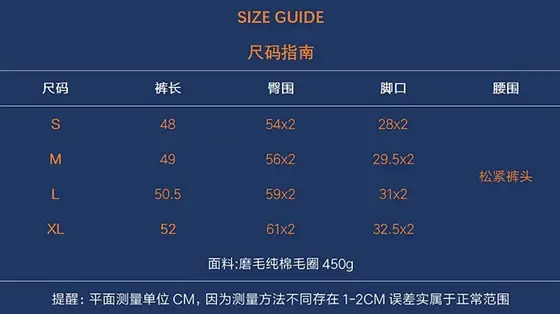 SIZE GUIDE
尺码指南
尺码 裤长 臀围 脚口 腰围
S 48 54x2 28x2
M 49 56x2 29.5x2
松紧裤头
L 50.5 59x2 31x2
XL 52 61x2 32.5x2
面料:磨毛纯棉毛圈 450g
提醒：平面测量单位 CM，因为测量方法不同存在 1-2CM 误差实属于正常范围